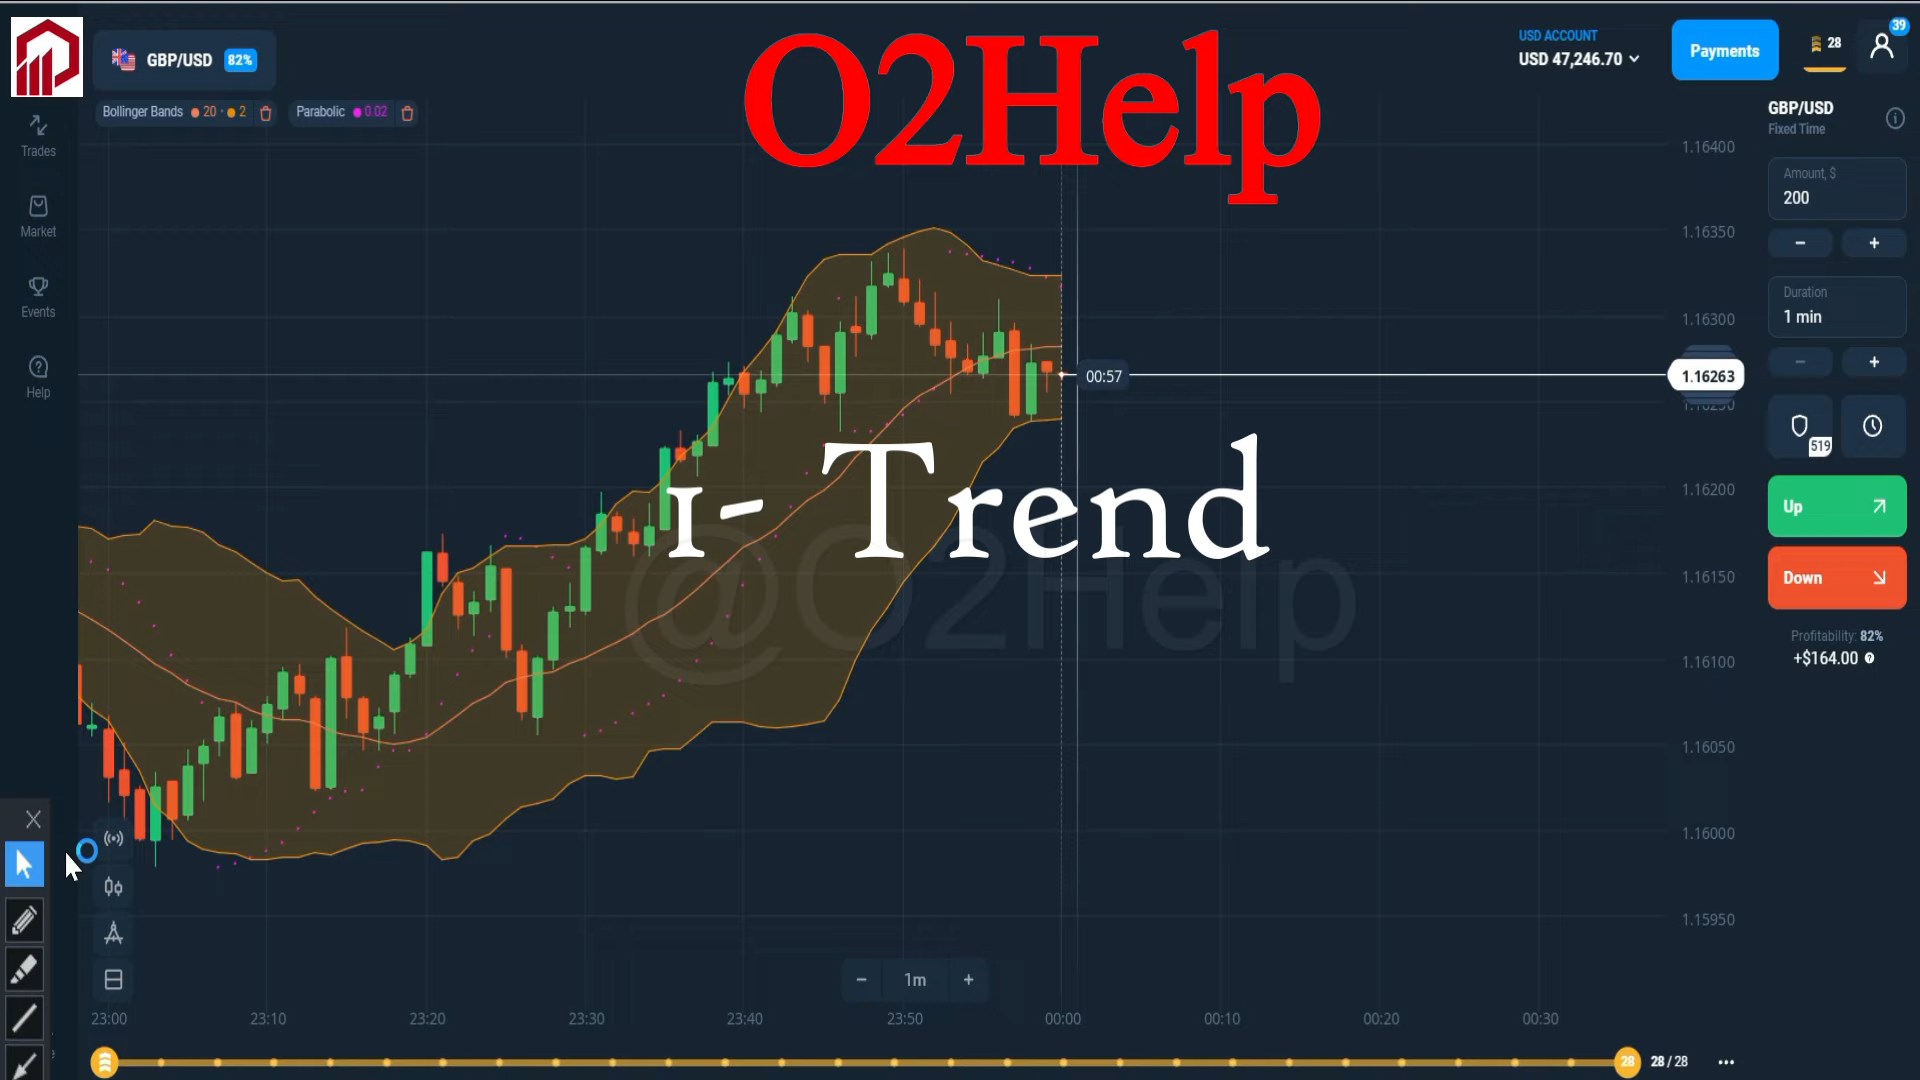 GBP/USD 82%
O2Help
USD ACCOUNT
USD 47,246.70
Payments
28
39
Bollinger Bands 20 2
Parabolic 0.02
Trades
Market
Events
Help
GBP/USD
Fixed Time
Amount, $
200
- +
Duration
1 min
- +
519
Up
Down
Profitability: 82%
+$164.00
1.16400
1.16350
1.16300
1.16263
1.16250
1.16200
1.16150
1.16100
1.16050
1.16000
1.15950
00:57
1- Trend
@O2Help
- 1m +
23:00 23:10 23:20 23:30 23:40 23:50 00:00 00:10 00:20 00:30
28 28/28